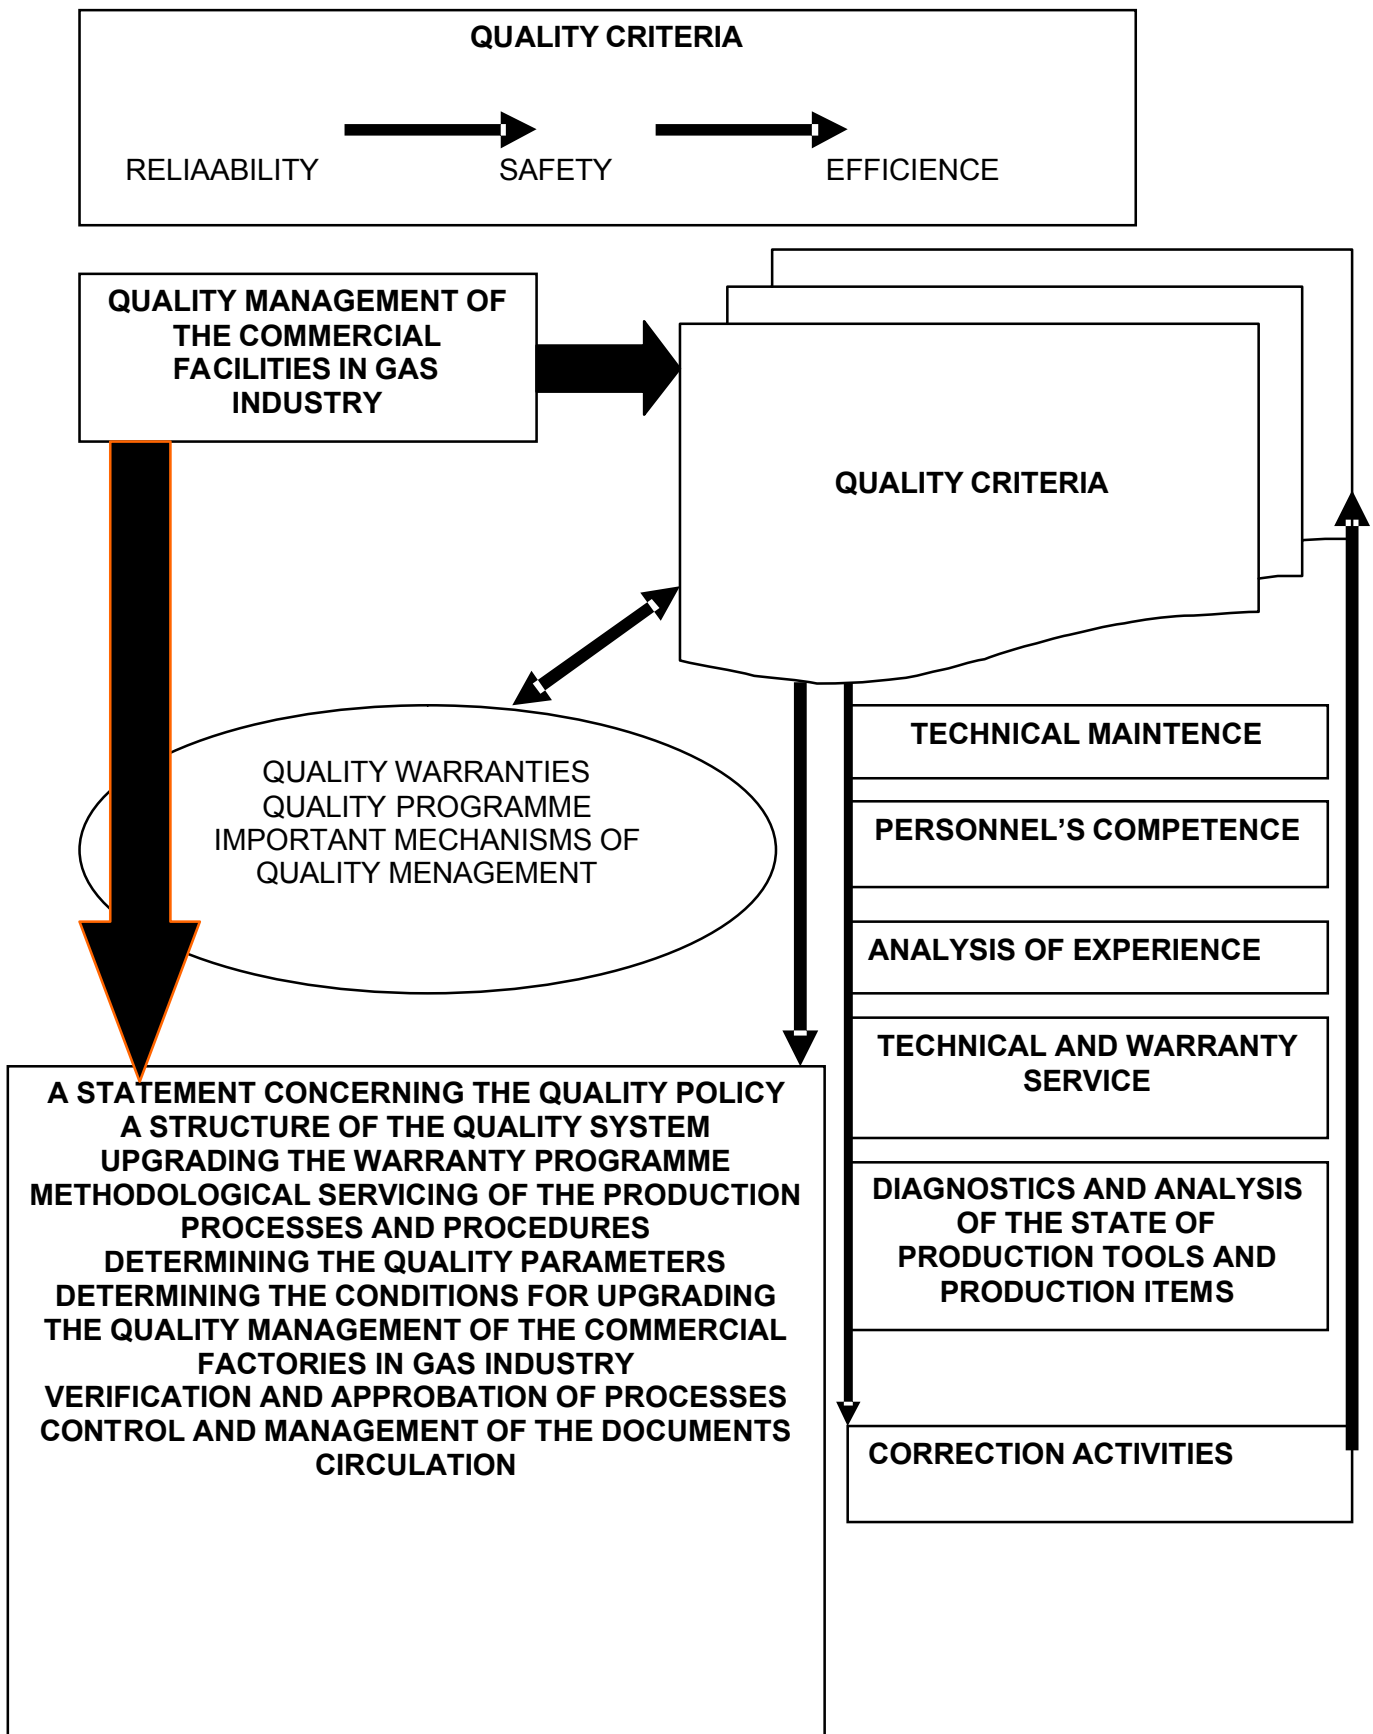 QUALITY CRITERIA
RELIAABILITY SAFETY EFFICIENCE
QUALITY MANAGEMENT OF
THE COMMERCIAL
FACILITIES IN GAS
INDUSTRY
QUALITY CRITERIA
QUALITY WARRANTIES
QUALITY PROGRAMME
IMPORTANT MECHANISMS OF
QUALITY MENAGEMENT
TECHNICAL MAINTENCE
PERSONNEL’S COMPETENCE
ANALYSIS OF EXPERIENCE
TECHNICAL AND WARRANTY
SERVICE
DIAGNOSTICS AND ANALYSIS
OF THE STATE OF
PRODUCTION TOOLS AND
PRODUCTION ITEMS
CORRECTION ACTIVITIES
A STATEMENT CONCERNING THE QUALITY POLICY
A STRUCTURE OF THE QUALITY SYSTEM
UPGRADING THE WARRANTY PROGRAMME
METHODOLOGICAL SERVICING OF THE PRODUCTION
PROCESSES AND PROCEDURES
DETERMINING THE QUALITY PARAMETERS
DETERMINING THE CONDITIONS FOR UPGRADING
THE QUALITY MANAGEMENT OF THE COMMERCIAL
FACTORIES IN GAS INDUSTRY
VERIFICATION AND APPROBATION OF PROCESSES
CONTROL AND MANAGEMENT OF THE DOCUMENTS
CIRCULATION